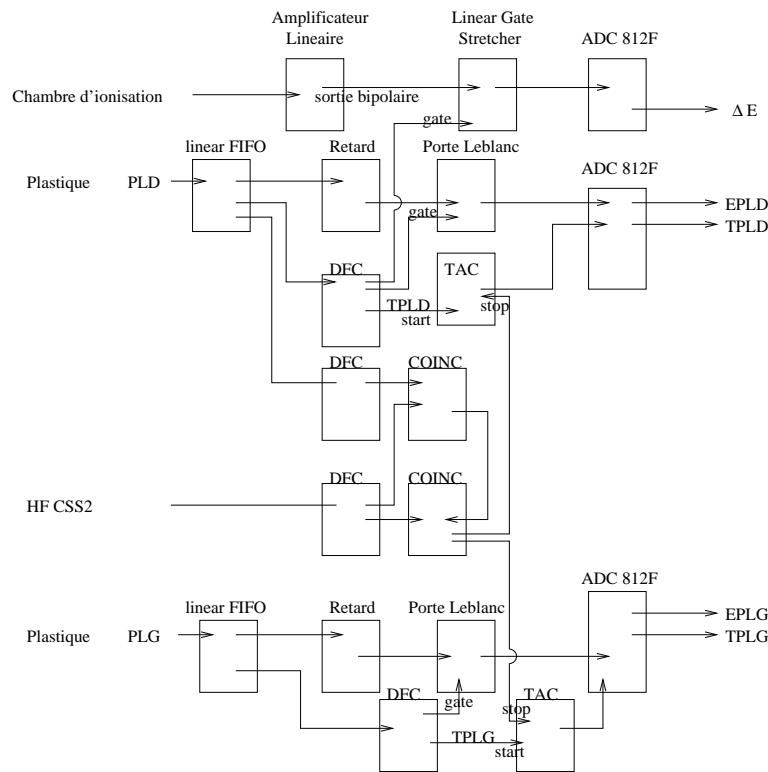 Amplificateur
Lineaire
Linear Gate
Stretcher
ADC 812F
Chambre d'ionisation
sortie bipolaire
gate
Δ E
linear FIFO
Retard
Porte Leblanc
ADC 812F
Plastique
PLD
gate
EPLD
TPLD
DFC
TAC
TPLD
start
stop
DFC
COINC
DFC
COINC
HF CSS2
ADC 812F
linear FIFO
Retard
Porte Leblanc
EPLG
Plastique
PLG
TPLG
DFC
gate
TAC
stop
TPLG
start